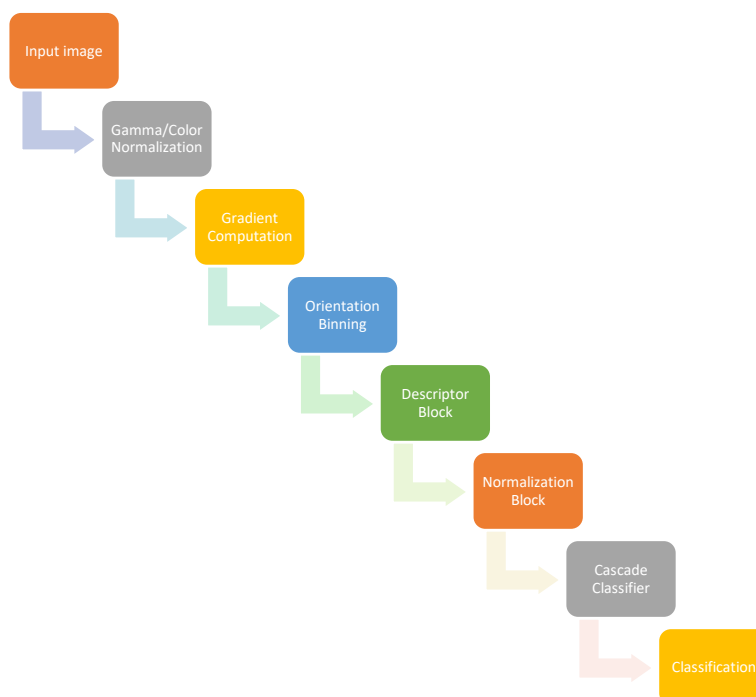 Input image
Gamma/Color
Normalization
Gradient
Computation
Orientation
Binning
Descriptor
Block
Normalization
Block
Cascade
Classifier
Classification